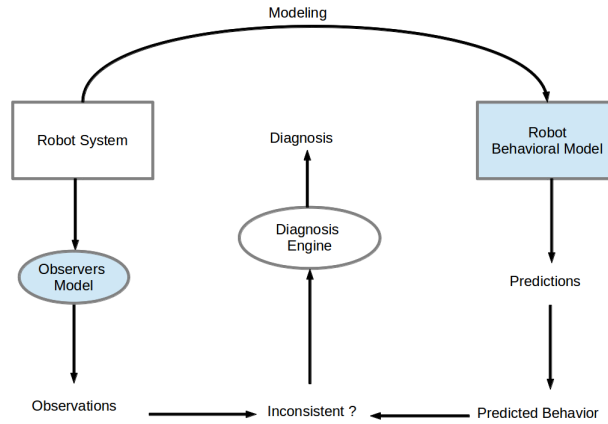 Modeling
Robot System
Diagnosis
Robot
Behavioral Model
Diagnosis
Engine
Observers
Model
Predictions
Observations
Inconsistent ?
Predicted Behavior